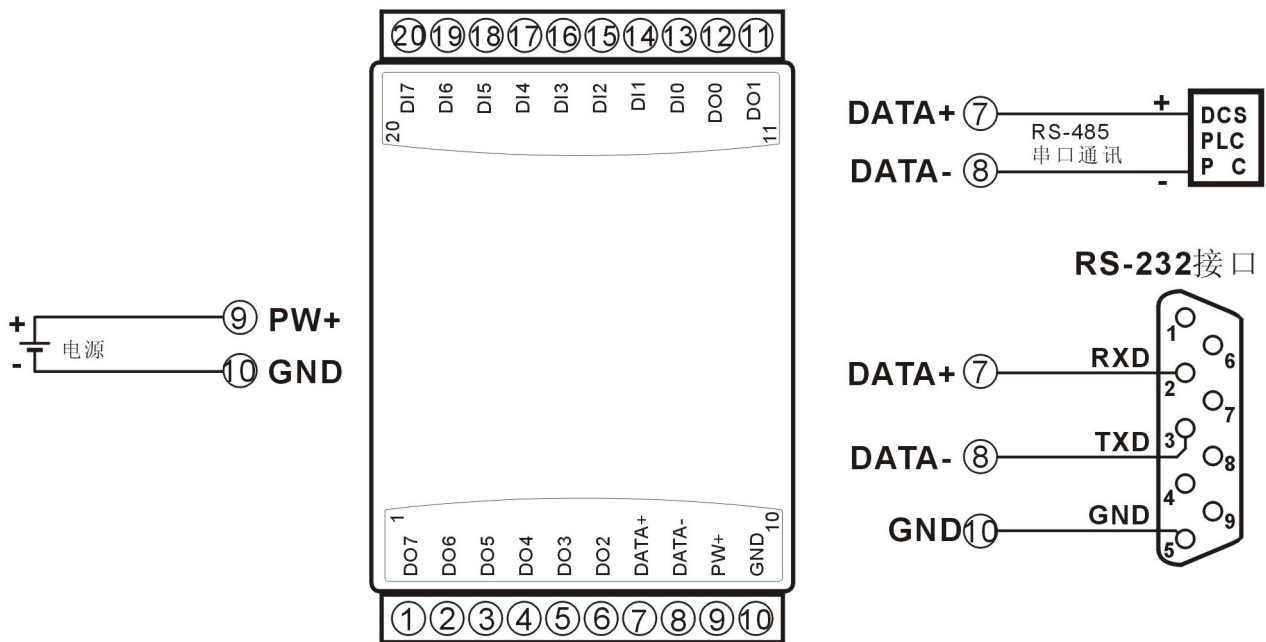 ⑳⑲⑱⑰⑯⑮⑭⑬⑫⑪
DI7 DI6 DI5 DI4 DI3 DI2 DI1 DI0 DO0 DO1
20 11
1 10
DO7 DO6 DO5 DO4 DO3 DO2 DATA+ DATA- PW+ GND
①②③④⑤⑥⑦⑧⑨⑩
+ ⑨ PW+
电源
- ⑩ GND
DATA+ ⑦ + DCS
RS-485 PLC
串口通讯
DATA- ⑧ - P C
RS-232接口
1
6
DATA+ ⑦ RXD 2
7
DATA- ⑧ TXD 3
8
4
9
GND⑩ GND 5